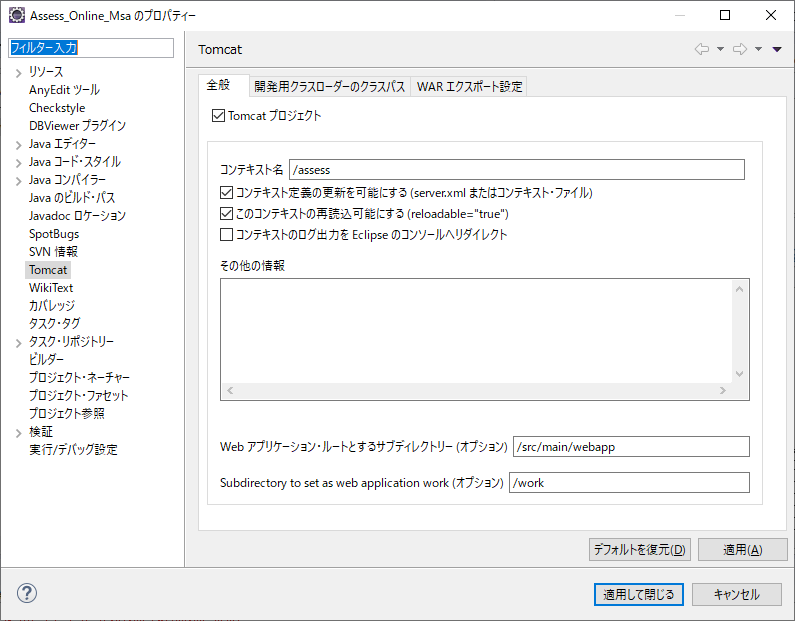 Assess_Online_Msa のプロパティー
フィルター入力
リソース
AnyEdit ツール
Checkstyle
DBViewer プラグイン
Java エディター
Java コード・スタイル
Java コンパイラー
Java のビルド・パス
Javadoc ロケーション
SpotBugs
SVN 情報
Tomcat
WikiText
カバレッジ
タスク・タグ
タスク・リポジトリー
ビルダー
プロジェクト・ネーチャー
プロジェクト・ファセット
プロジェクト参照
検証
実行/デバッグ設定
Tomcat
全般 開発用クラスローダーのクラスパス WAR エクスポート設定
Tomcat プロジェクト
コンテキスト名 /assess
コンテキスト定義の更新を可能にする (server.xml またはコンテキスト・ファイル)
このコンテキストの再読込可能にする (reloadable="true")
コンテキストのログ出力を Eclipse のコンソールへリダイレクト
その他の情報
Web アプリケーション・ルートとするサブディレクトリー (オプション) /src/main/webapp
Subdirectory to set as web application work (オプション) /work
デフォルトを復元(D) 適用(A)
適用して閉じる キャンセル